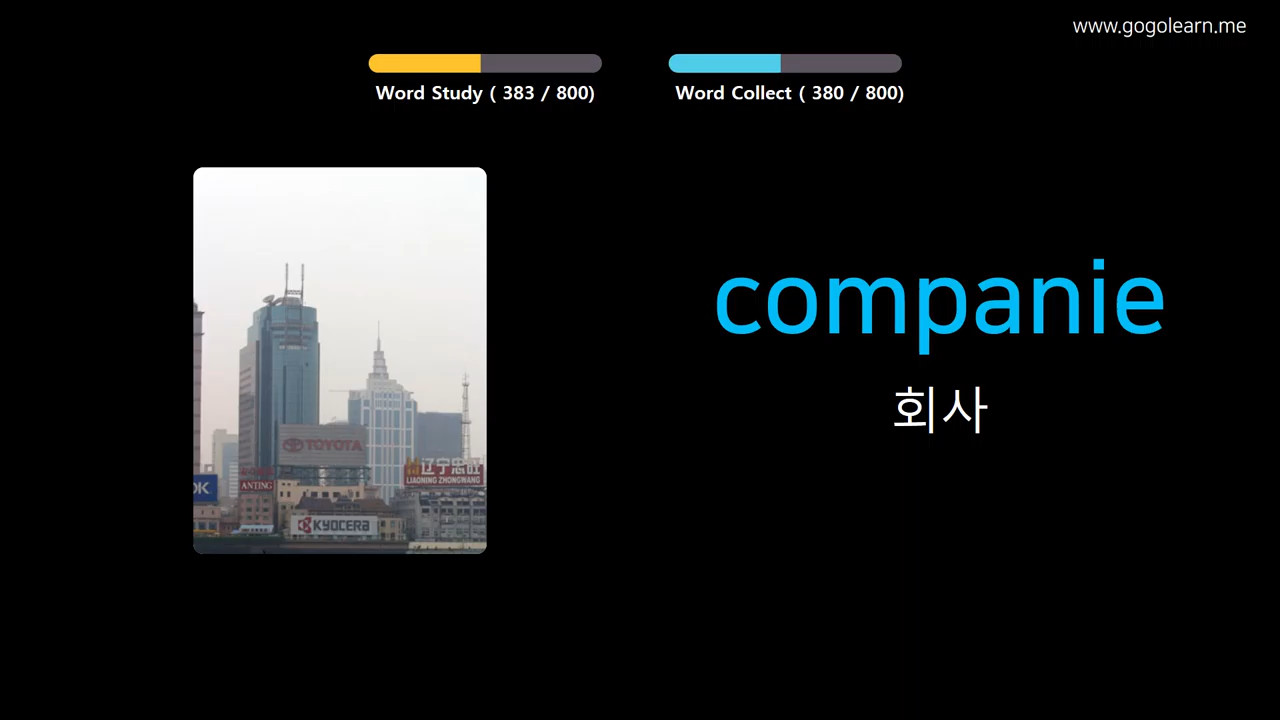 www.gogolearn.me
Word Study ( 383 / 800)
Word Collect ( 380 / 800)
companie
회사
TOYOTA
辽宁忠旺
LIAONING ZHONGWANG
OK
ANTING
KYOCERA